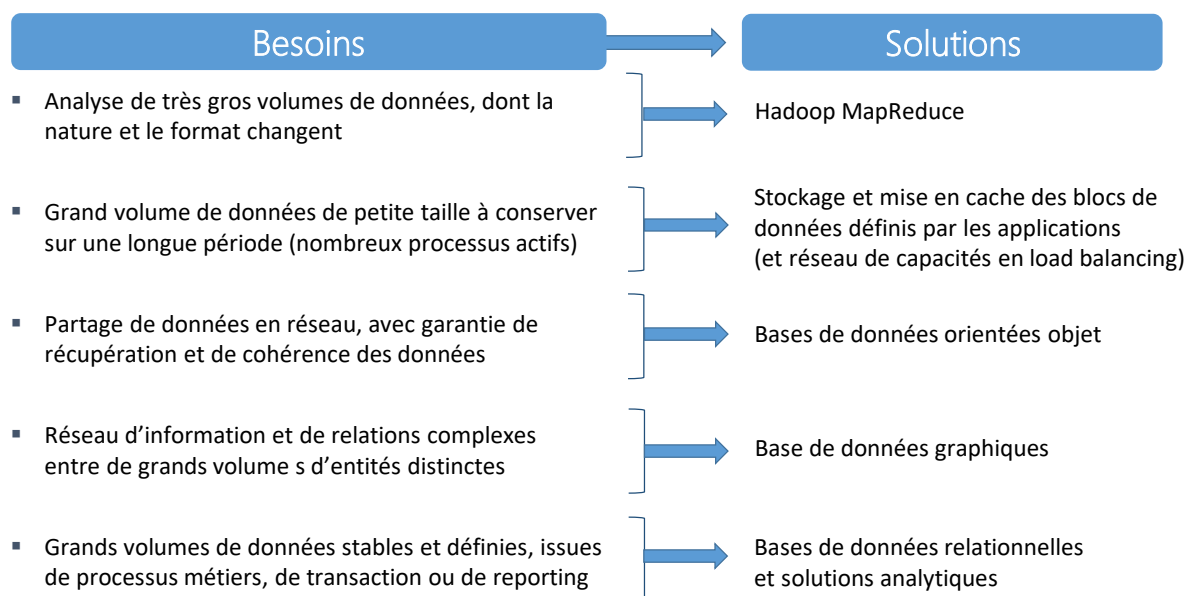 Besoins
Solutions
▪ Analyse de très gros volumes de données, dont la
nature et le format changent
Hadoop MapReduce
▪ Grand volume de données de petite taille à conserver
sur une longue période (nombreux processus actifs)
Stockage et mise en cache des blocs de
données définis par les applications
(et réseau de capacités en load balancing)
▪ Partage de données en réseau, avec garantie de
récupération et de cohérence des données
Bases de données orientées objet
▪ Réseau d’information et de relations complexes
entre de grands volume s d’entités distinctes
Base de données graphiques
▪ Grands volumes de données stables et définies, issues
de processus métiers, de transaction ou de reporting
Bases de données relationnelles
et solutions analytiques